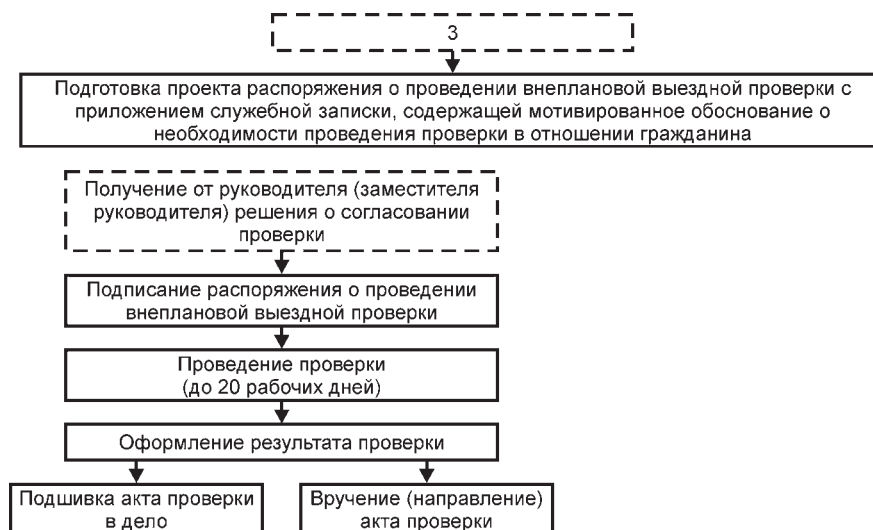 3
Подготовка проекта распоряжения о проведении внеплановой выездной проверки с
приложением служебной записки, содержащей мотивированное обоснование о
необходимости проведения проверки в отношении гражданина
Получение от руководителя (заместителя
руководителя) решения о согласовании
проверки
Подписание распоряжения о проведении
внеплановой выездной проверки
Проведение проверки
(до 20 рабочих дней)
Оформление результата проверки
Подшивка акта проверки
в дело
Вручение (направление)
акта проверки